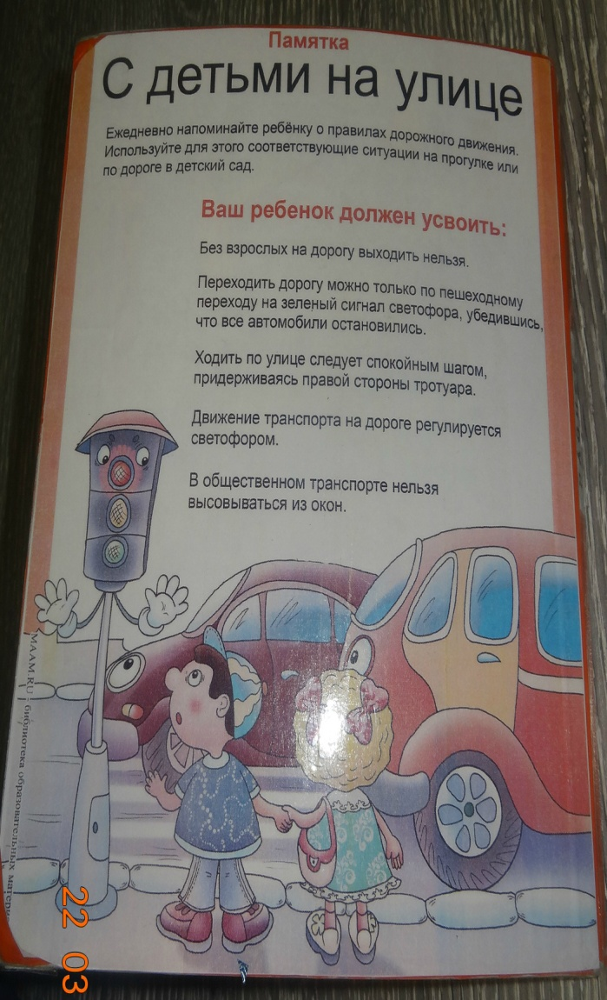 Памятка
С детьми на улице
Ежедневно напоминайте ребёнку о правилах дорожного движения.
Используйте для этого соответствующие ситуации на прогулке или
по дороге в детский сад.
Ваш ребенок должен усвоить:
Без взрослых на дорогу выходить нельзя.
Переходить дорогу можно только по пешеходному
переходу на зеленый сигнал светофора, убедившись,
что все автомобили остановились.
Ходить по улице следует спокойным шагом,
придерживаясь правой стороны тротуара.
Движение транспорта на дороге регулируется
светофором.
В общественном транспорте нельзя
высовываться из окон.
MAAM.RU - библиотека образовательных
22 03